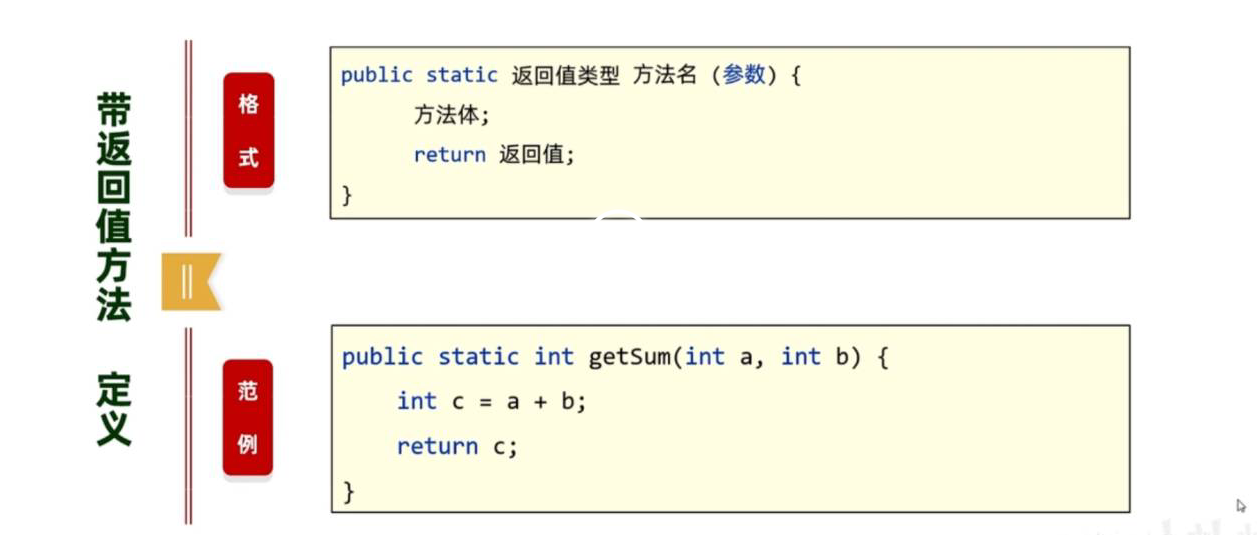 带返回值方法 定义
格式
public static 返回值类型 方法名 (参数) {
方法体;
return 返回值;
}
范例
public static int getSum(int a, int b) {
int c = a + b;
return c;
}